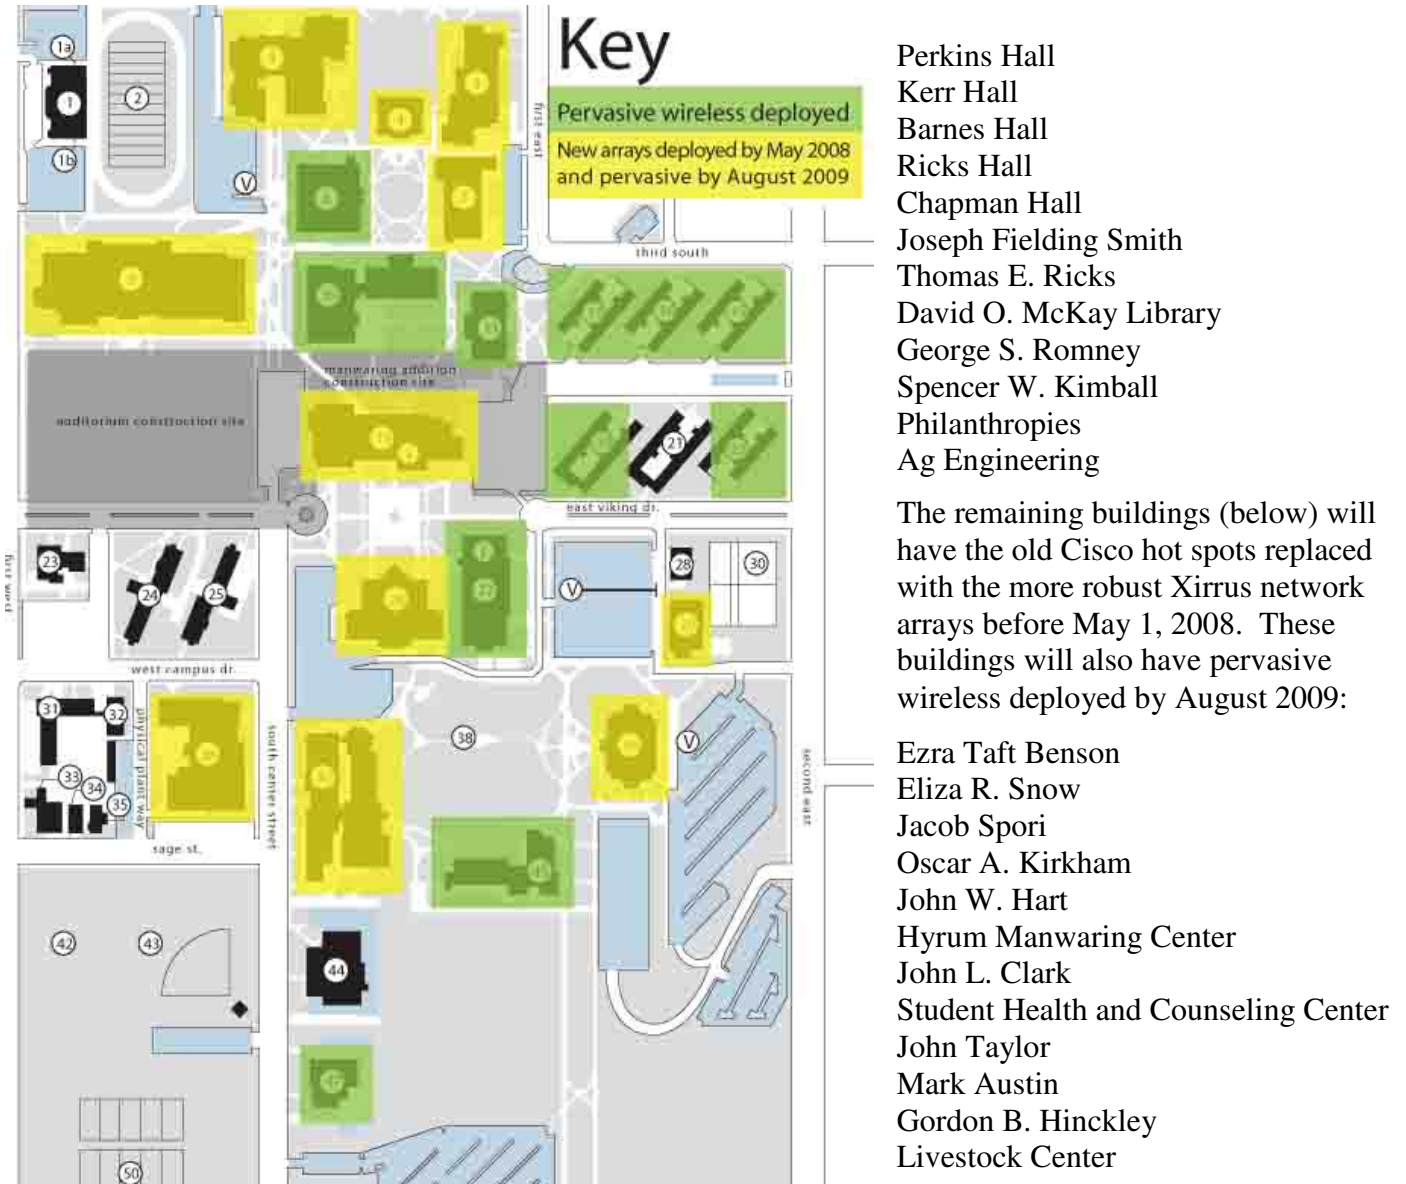 Key
Pervasive wireless deployed
New arrays deployed by May 2008
and pervasive by August 2009
1a
1
2
1b
V
first east
third south
manwaring addition
construction site
auditorium construction site
21
east viking dr.
first west
23
24
25
28
30
V
west campus dr.
31
32
33
34
35
physical plant way
south center street
38
V
second east
sage st.
42
43
44
50
Perkins Hall
Kerr Hall
Barnes Hall
Ricks Hall
Chapman Hall
Joseph Fielding Smith
Thomas E. Ricks
David O. McKay Library
George S. Romney
Spencer W. Kimball
Philanthropies
Ag Engineering
The remaining buildings (below) will
have the old Cisco hot spots replaced
with the more robust Xirrus network
arrays before May 1, 2008.  These
buildings will also have pervasive
wireless deployed by August 2009:
Ezra Taft Benson
Eliza R. Snow
Jacob Spori
Oscar A. Kirkham
John W. Hart
Hyrum Manwaring Center
John L. Clark
Student Health and Counseling Center
John Taylor
Mark Austin
Gordon B. Hinckley
Livestock Center